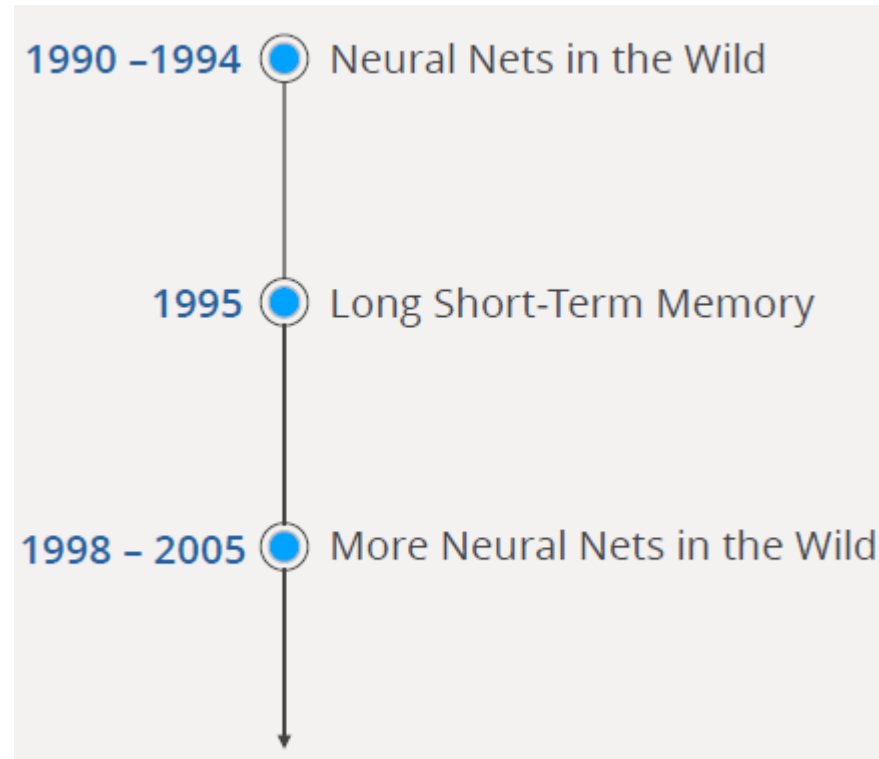 1990 –1994 Neural Nets in the Wild
1995 Long Short-Term Memory
1998 – 2005 More Neural Nets in the Wild